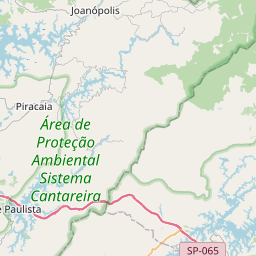 Joanópolis
Piracaia
Área de
Proteção
Ambiental
Sistema
Cantareira
e Paulista
SP-065